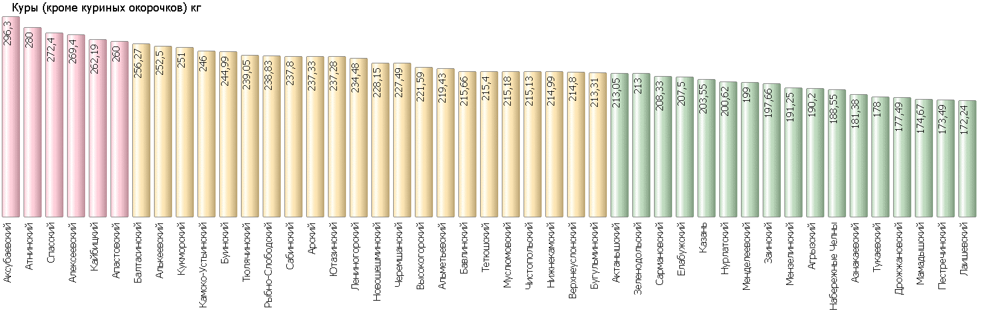 Куры (кроме куриных окорочков) кг
296,3
280
272,4
269,4
262,19
260
256,27
252,5
251
246
244,99
239,05
238,83
237,8
237,33
237,28
234,48
228,15
227,49
221,59
219,43
215,66
215,4
215,18
215,13
214,99
214,8
213,31
213,05
213
208,33
207,5
203,55
200,62
199
197,66
191,25
190,2
188,55
181,38
178
177,49
174,67
173,49
172,24
Аксубаевский
Атнинский
Спасский
Алексеевский
Кайбицкий
Апастовский
Балтасинский
Алькеевский
Кукморский
Камско-Устьинский
Буинский
Тюлячинский
Рыбно-Слободский
Сабинский
Арский
Ютазинский
Лениногорский
Новошешминский
Черемшанский
Высокогорский
Альметьевский
Бавлинский
Тетюшский
Муслюмовский
Чистопольский
Нижнекамский
Верхнеуслонский
Бугульминский
Актанышский
Зеленодольский
Сармановский
Елабужский
Казань
Нурлатский
Менделеевский
Заинский
Мензелинский
Агрызский
Набережные Челны
Азнакаевский
Тукаевский
Дрожжановский
Мамадышский
Пестречинский
Лаишевский